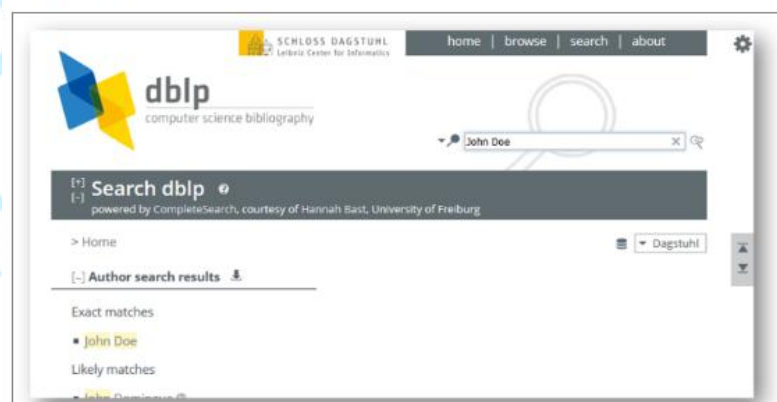 SCHLOSS DAGSTUHL
Leibniz Center for Informatics
home | browse | search | about
dblp
computer science bibliography
John Doe
[+]
[-] Search dblp
powered by CompleteSearch, courtesy of Hannah Bast, University of Freiburg
> Home
Dagstuhl
[-] Author search results
Exact matches
John Doe
Likely matches
John